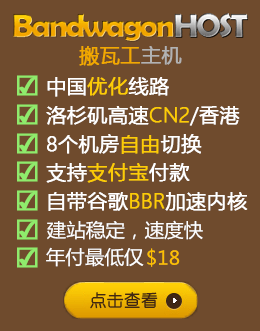 BandwagonHOST
搬瓦工主机
中国优化线路
洛杉矶高速CN2/香港
8个机房自由切换
支持支付宝付款
自带谷歌BBR加速内核
建站稳定，速度快
年付最低仅$18
点击查看